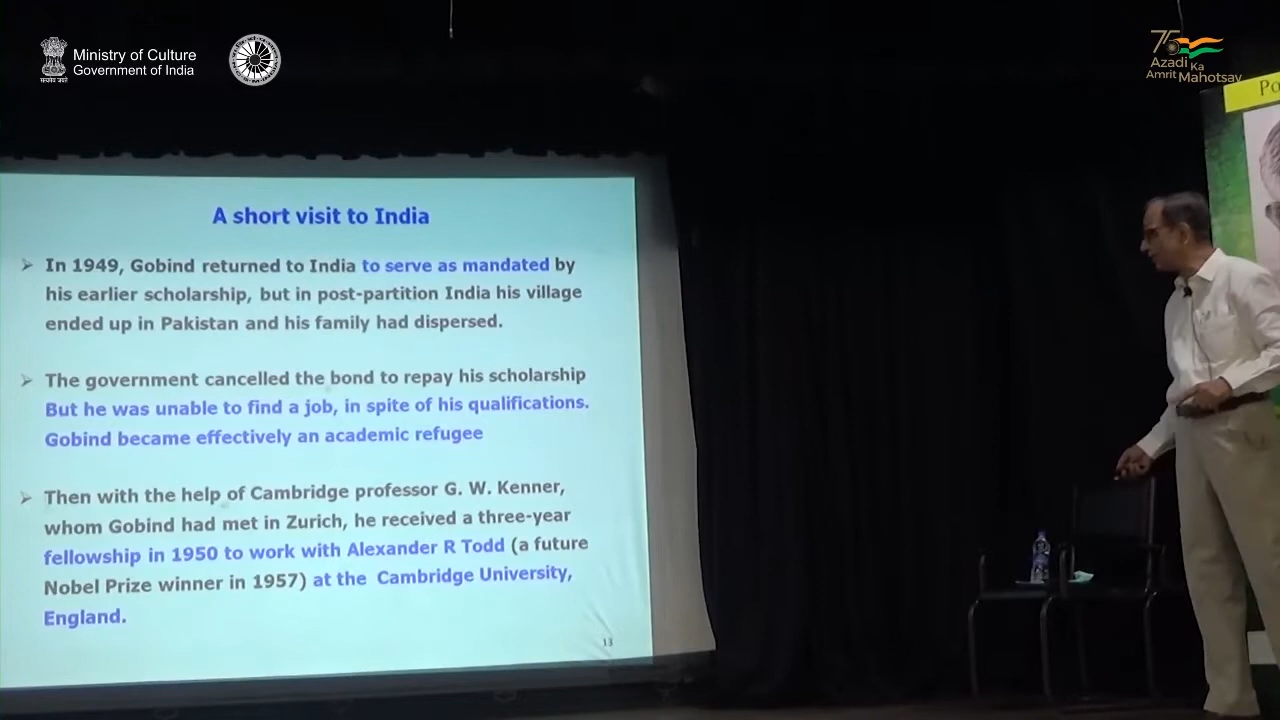 Ministry of Culture
Government of India
75
Azadi Ka
Amrit Mahotsav
Po
A short visit to India
In 1949, Gobind returned to India to serve as mandated by
his earlier scholarship, but in post-partition India his village
ended up in Pakistan and his family had dispersed.
The government cancelled the bond to repay his scholarship
But he was unable to find a job, in spite of his qualifications.
Gobind became effectively an academic refugee
Then with the help of Cambridge professor G. W. Kenner,
whom Gobind had met in Zurich, he received a three-year
fellowship in 1950 to work with Alexander R Todd (a future
Nobel Prize winner in 1957) at the Cambridge University,
England.
13